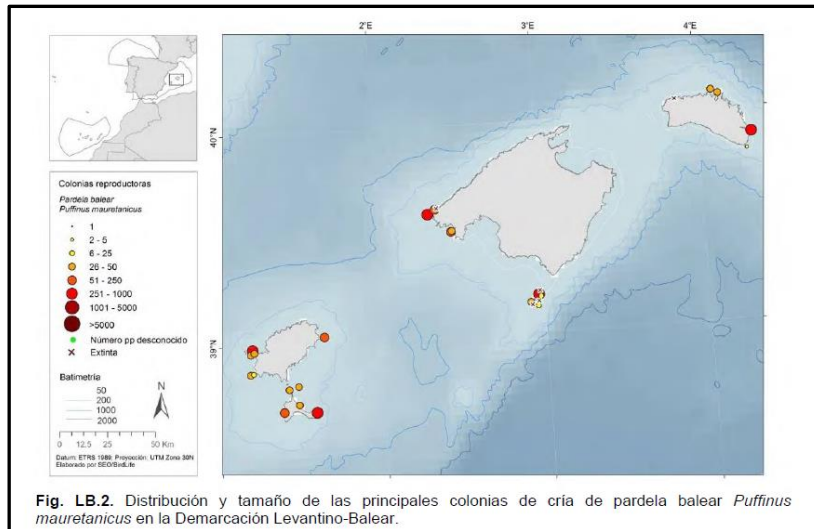 2°E
3°E
4°E
40°N
40°N
39°N
39°N
Colonias reproductoras
Pardela balear
Puffinus mauretanicus
1
2 - 5
6 - 25
26 - 50
51 - 250
251 - 1000
1001 - 5000
>5000
Número pp desconocido
Extinta
Batimetría
50
200
1000
2000
N
0 12.5 25 50 Km
Datum: ETRS 1989; Proyección: UTM Zona 30N
Elaborado por SEO/BirdLife
Fig. LB.2. Distribución y tamaño de las principales colonias de cría de pardela balear Puffinus
mauretanicus en la Demarcación Levantino-Balear.